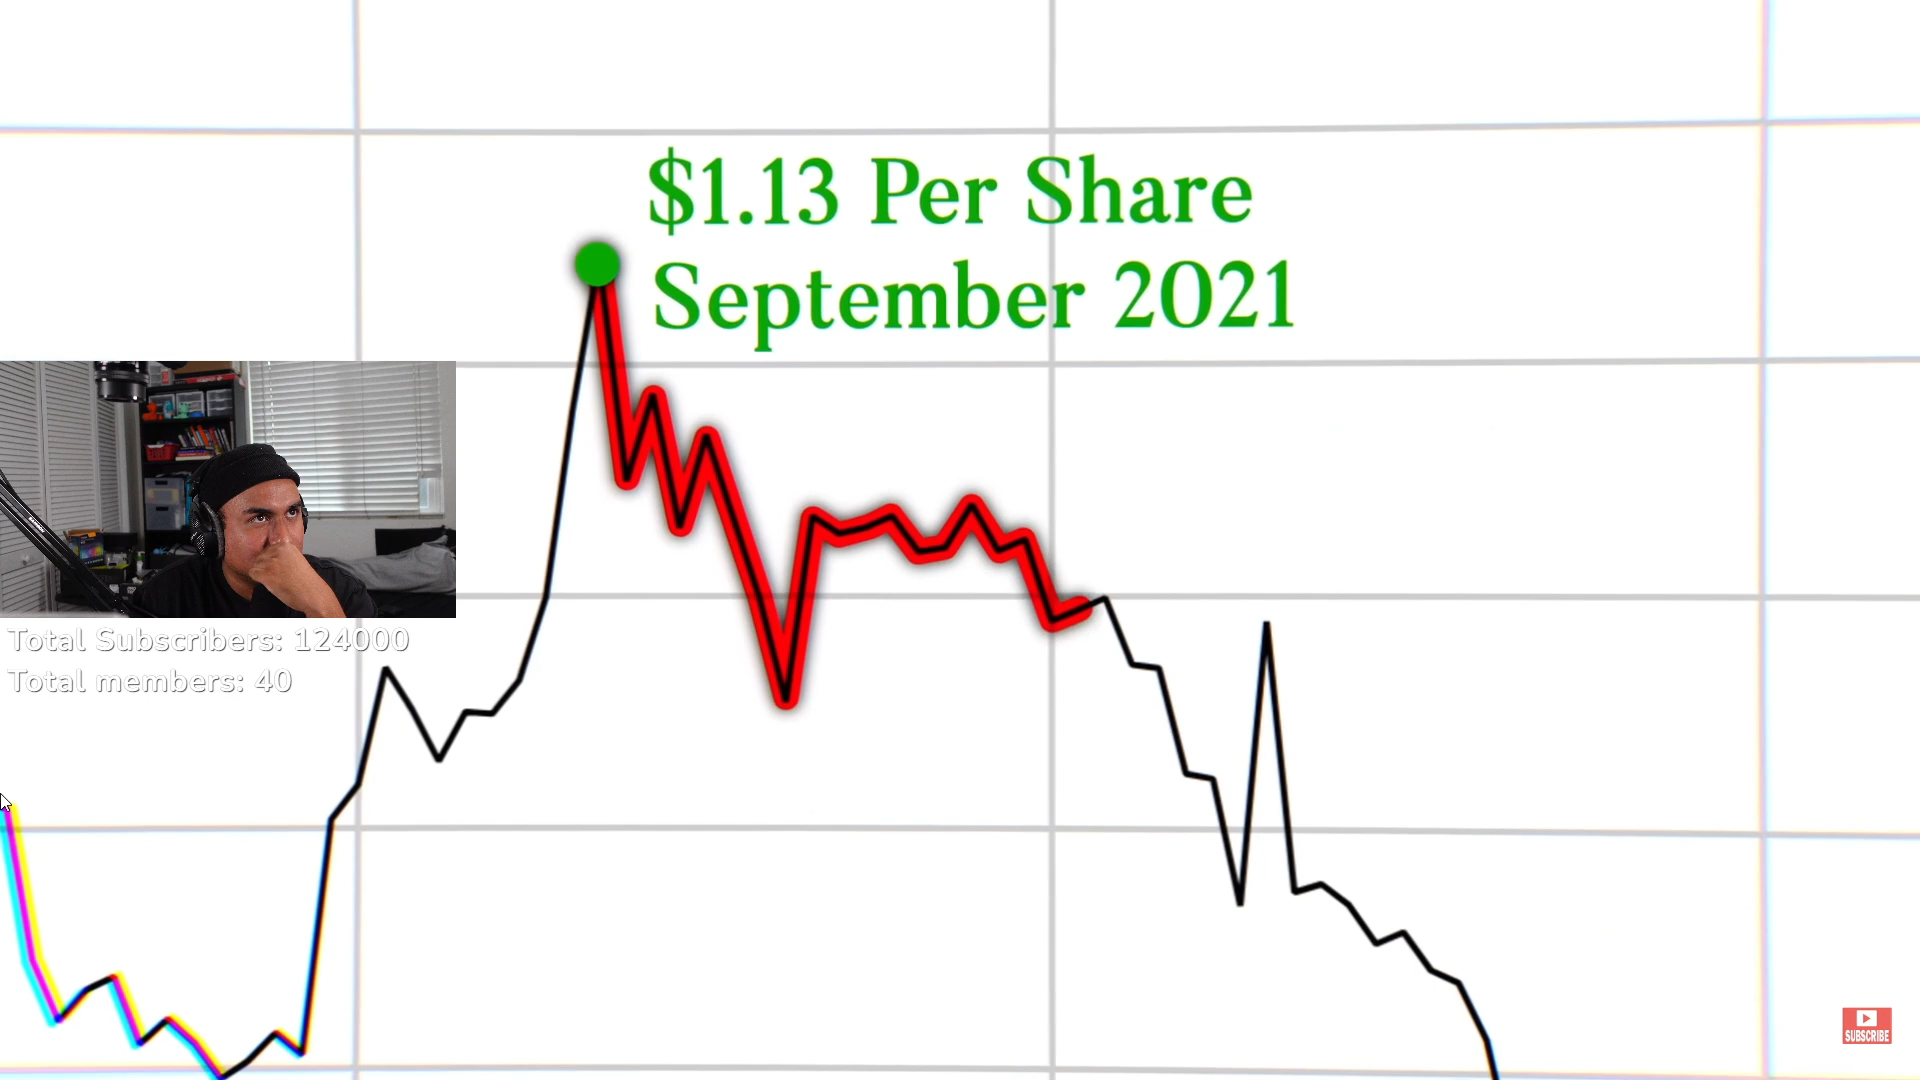 $1.13 Per Share
September 2021
Total Subscribers: 124000
Total members: 40
SUBSCRIBE